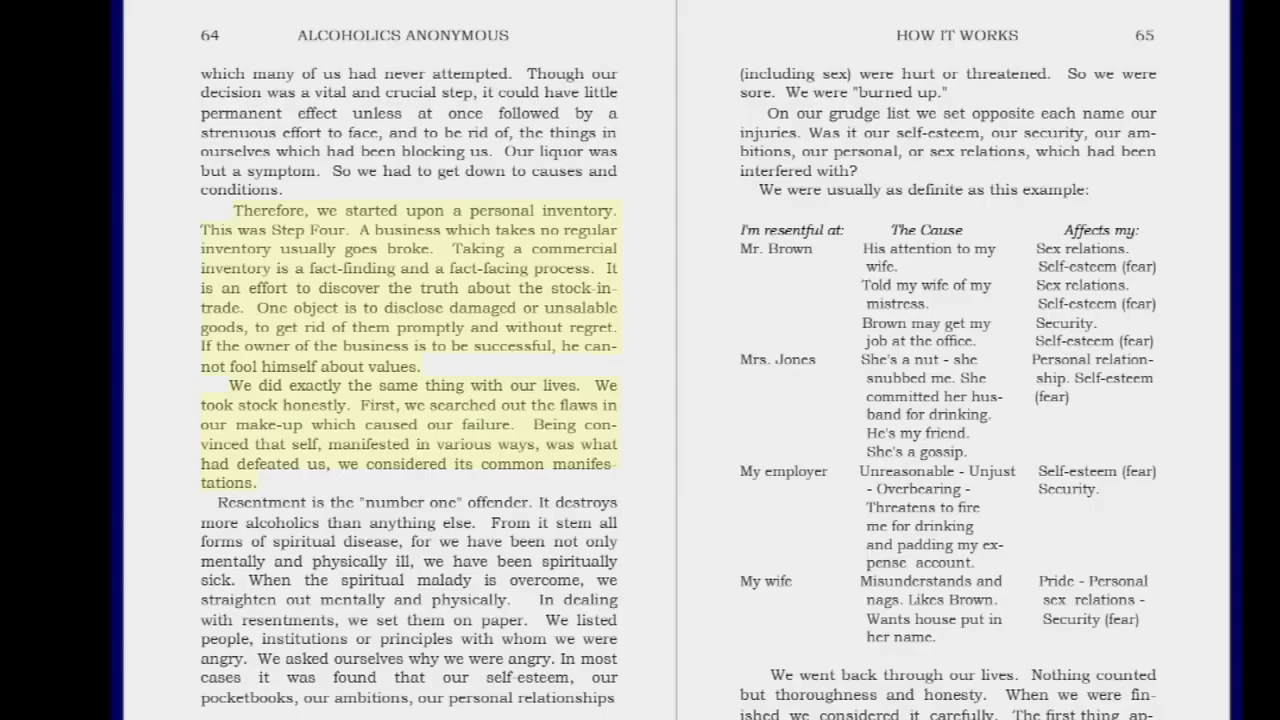 64 ALCOHOLICS ANONYMOUS
which many of us had never attempted. Though our
decision was a vital and crucial step, it could have little
permanent effect unless at once followed by a
strenuous effort to face, and to be rid of, the things in
ourselves which had been blocking us. Our liquor was
but a symptom. So we had to get down to causes and
conditions.
Therefore, we started upon a personal inventory.
This was Step Four. A business which takes no regular
inventory usually goes broke. Taking a commercial
inventory is a fact-finding and a fact-facing process. It
is an effort to discover the truth about the stock-in-
trade. One object is to disclose damaged or unsalable
goods, to get rid of them promptly and without regret.
If the owner of the business is to be successful, he can-
not fool himself about values.
We did exactly the same thing with our lives. We
took stock honestly. First, we searched out the flaws in
our make-up which caused our failure. Being con-
vinced that self, manifested in various ways, was what
had defeated us, we considered its common manifes-
tations.
Resentment is the "number one" offender. It destroys
more alcoholics than anything else. From it stem all
forms of spiritual disease, for we have been not only
mentally and physically ill, we have been spiritually
sick. When the spiritual malady is overcome, we
straighten out mentally and physically. In dealing
with resentments, we set them on paper. We listed
people, institutions or principles with whom we were
angry. We asked ourselves why we were angry. In most
cases it was found that our self-esteem, our
pocketbooks, our ambitions, our personal relationships
HOW IT WORKS 65
(including sex) were hurt or threatened. So we were
sore. We were "burned up."
On our grudge list we set opposite each name our
injuries. Was it our self-esteem, our security, our am-
bitions, our personal, or sex relations, which had been
interfered with?
We were usually as definite as this example:
I'm resentful at: The Cause Affects my:
Mr. Brown His attention to my Sex relations.
wife. Self-esteem (fear)
Told my wife of my Sex relations.
mistress. Self-esteem (fear)
Brown may get my Security.
job at the office. Self-esteem (fear)
Mrs. Jones She's a nut - she Personal relation-
snubbed me. She ship. Self-esteem
committed her hus- (fear)
band for drinking.
He's my friend.
She's a gossip.
My employer Unreasonable - Unjust Self-esteem (fear)
- Overbearing - Security.
Threatens to fire
me for drinking
and padding my ex-
pense account.
My wife Misunderstands and Pride - Personal
nags. Likes Brown. sex relations -
Wants house put in Security (fear)
her name.
We went back through our lives. Nothing counted
but thoroughness and honesty. When we were fin-
ished we considered it carefully. The first thing ap-